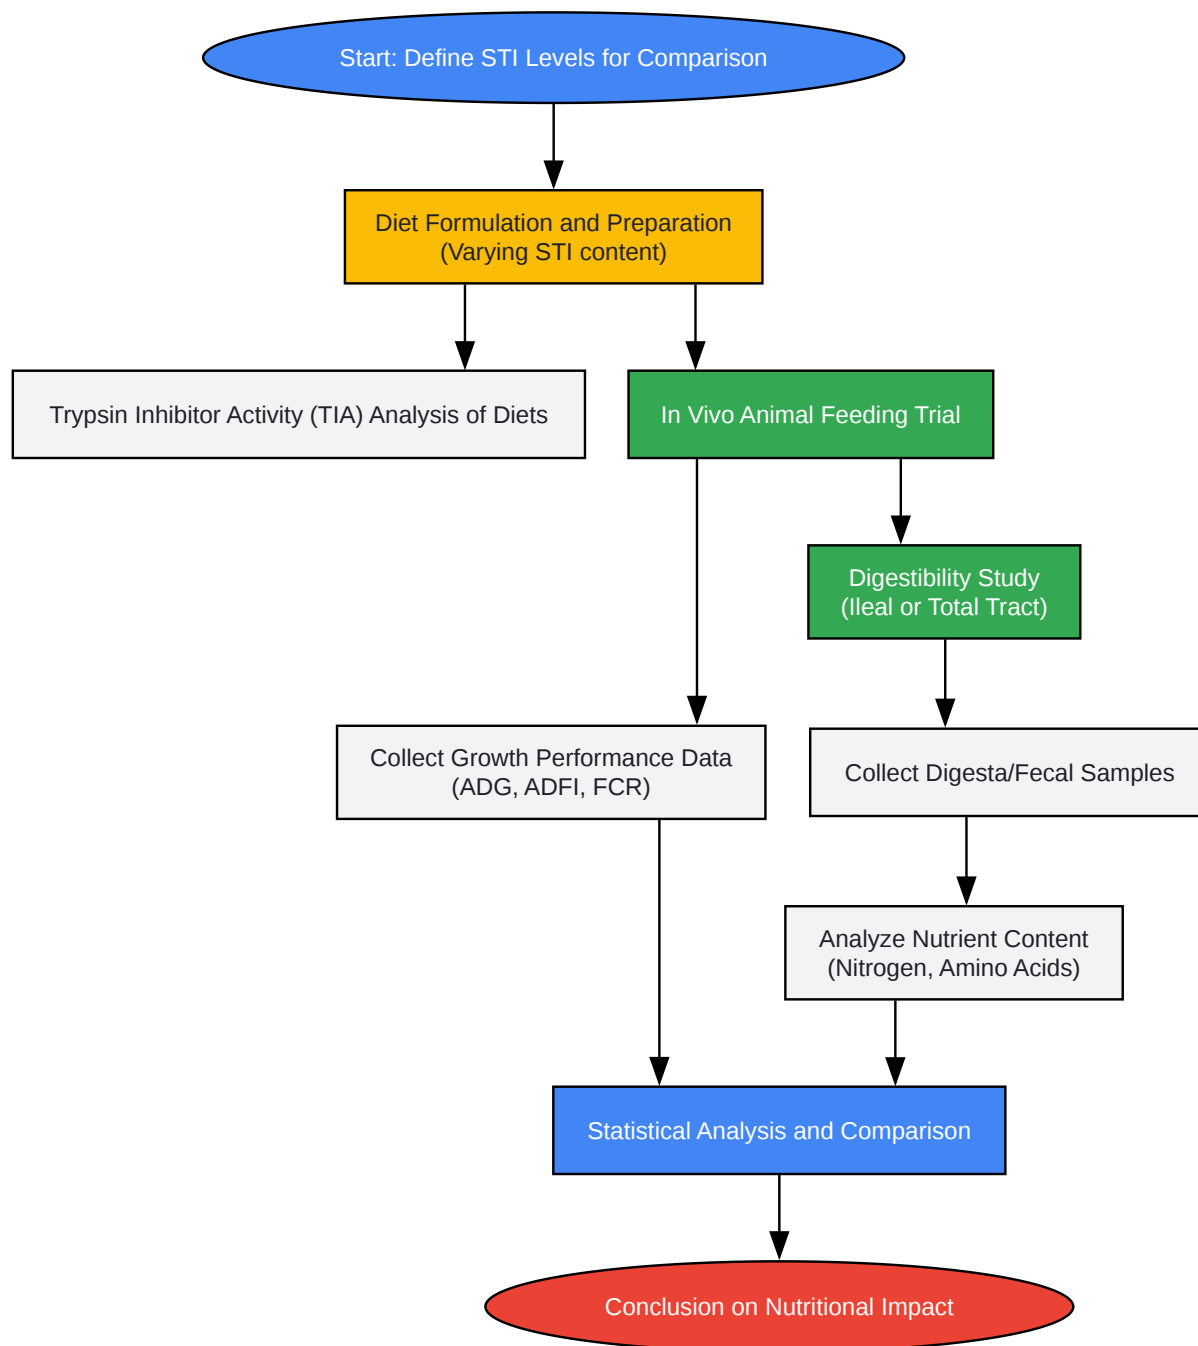 Start: Define STI Levels for Comparison
Diet Formulation and Preparation
(Varying STI content)
Trypsin Inhibitor Activity (TIA) Analysis of Diets
In Vivo Animal Feeding Trial
Digestibility Study
(Ileal or Total Tract)
Collect Growth Performance Data
(ADG, ADFI, FCR)
Collect Digesta/Fecal Samples
Analyze Nutrient Content
(Nitrogen, Amino Acids)
Statistical Analysis and Comparison
Conclusion on Nutritional Impact